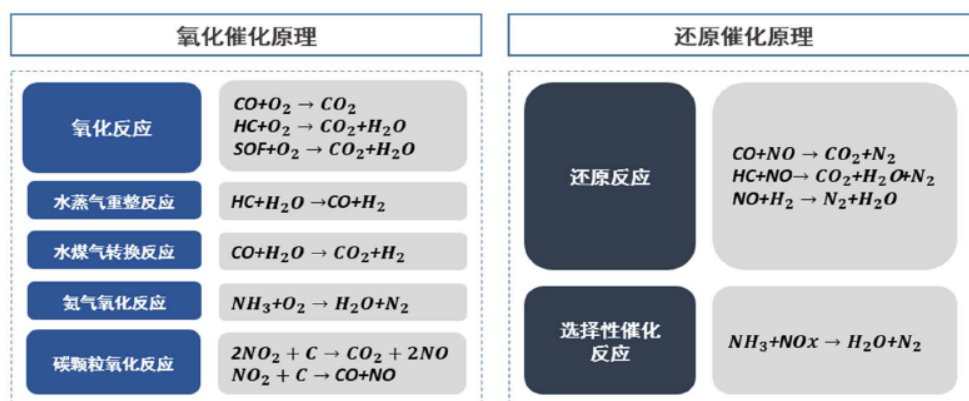 氧化催化原理
氧化反应
CO+O₂ → CO₂
HC+O₂ → CO₂+H₂O
SOF+O₂ → CO₂+H₂O
水蒸气重整反应
HC+H₂O →CO+H₂
水煤气转换反应
CO+H₂O → CO₂+H₂
氨气氧化反应
NH₃+O₂ → H₂O+N₂
碳颗粒氧化反应
2NO₂ + C → CO₂ + 2NO
NO₂ + C → CO+NO
还原催化原理
还原反应
CO+NO → CO₂+N₂
HC+NO→ CO₂+H₂O+N₂
NO+H₂ → N₂+H₂O
选择性催化
反应
NH₃+NOx → H₂O+N₂